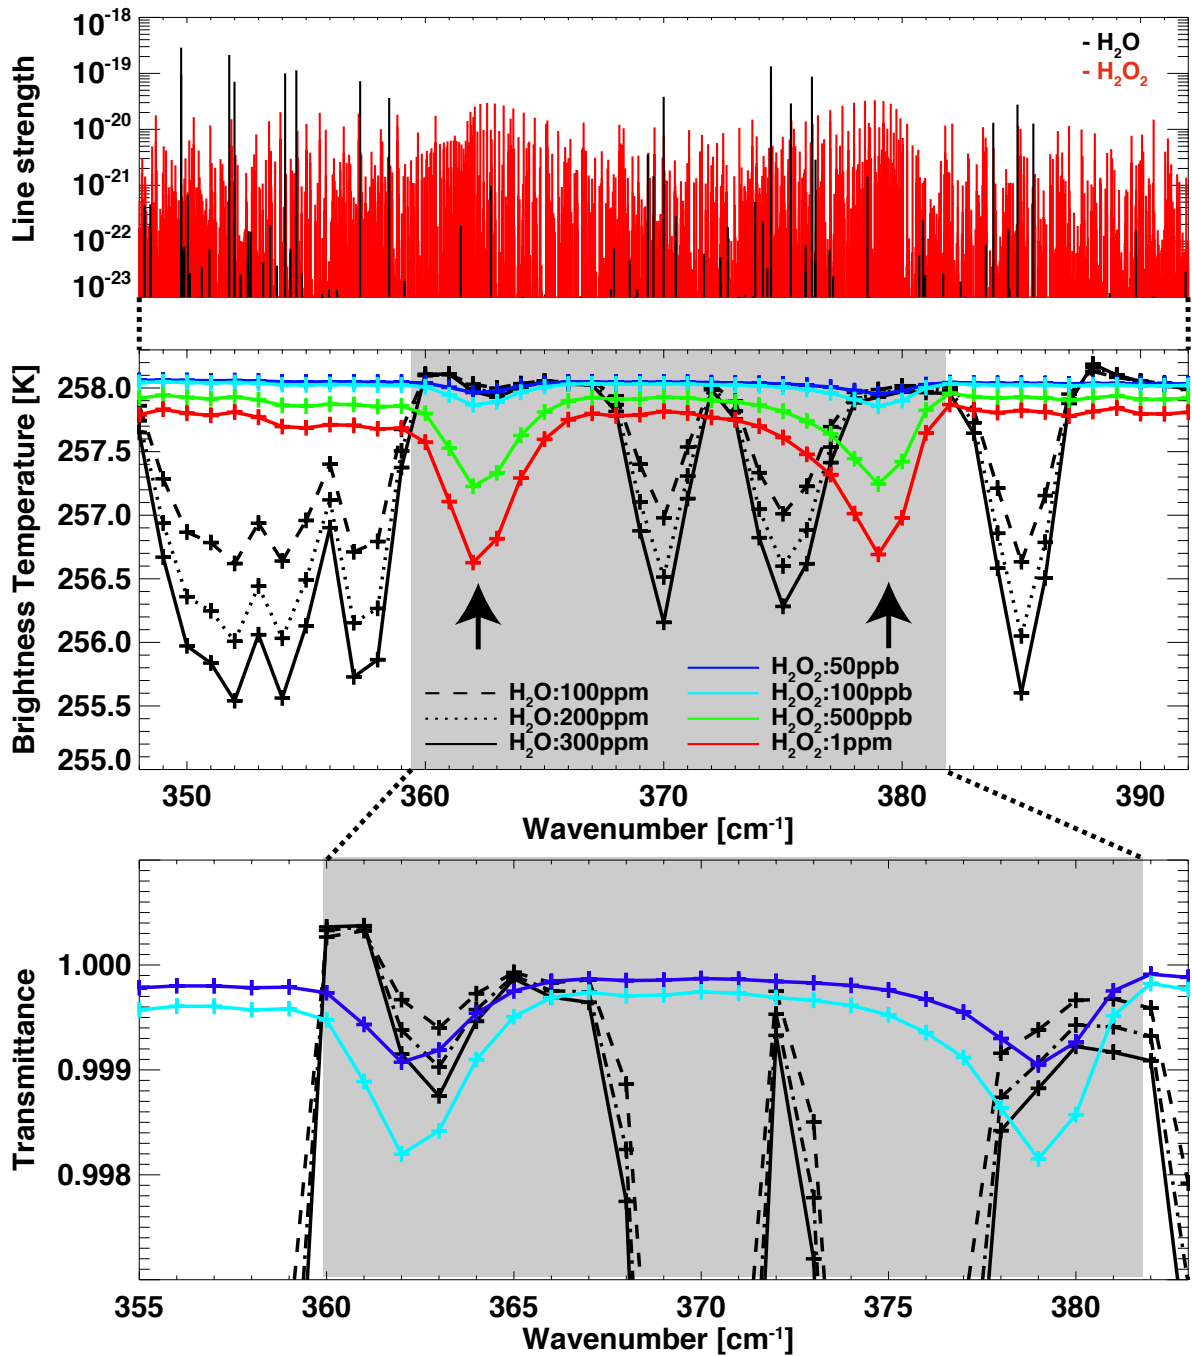 10-18
10-19
10-20
10-21
10-22
10-23
Line strength
- H2O
- H2O2
258.0
257.5
257.0
256.5
256.0
255.5
255.0
Brightness Temperature [K]
H2O:100ppm
H2O:200ppm
H2O:300ppm
H2O2:50ppb
H2O2:100ppb
H2O2:500ppb
H2O2:1ppm
350 360 370 380 390
Wavenumber [cm-1]
1.000
0.999
0.998
Transmittance
355 360 365 370 375 380
Wavenumber [cm-1]